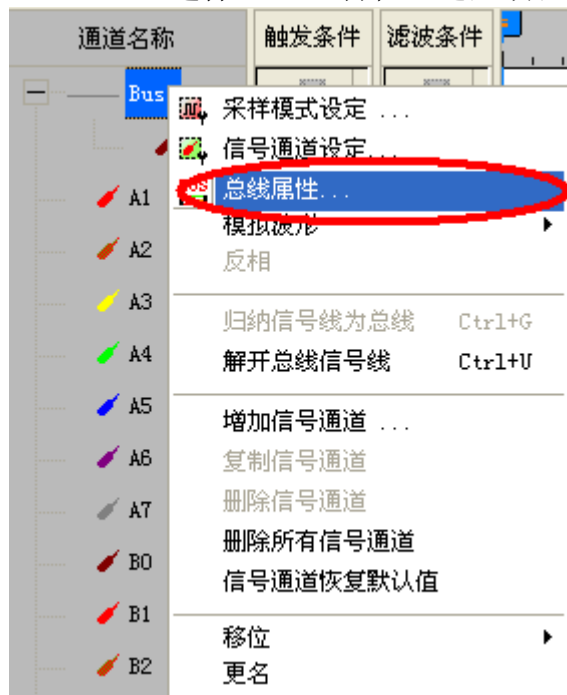 通道名称 触发条件 滤波条件
Bus
采样模式设定 ...
信号通道设定...
A1 总线属性...
模拟波形
A2 反相
A3 归纳信号线为总线 Ctrl+G
A4 解开总线信号线 Ctrl+U
A5 增加信号通道 ...
A6 复制信号通道
A7 删除信号通道
删除所有信号通道
B0 信号通道恢复默认值
B1 移位
B2 更名